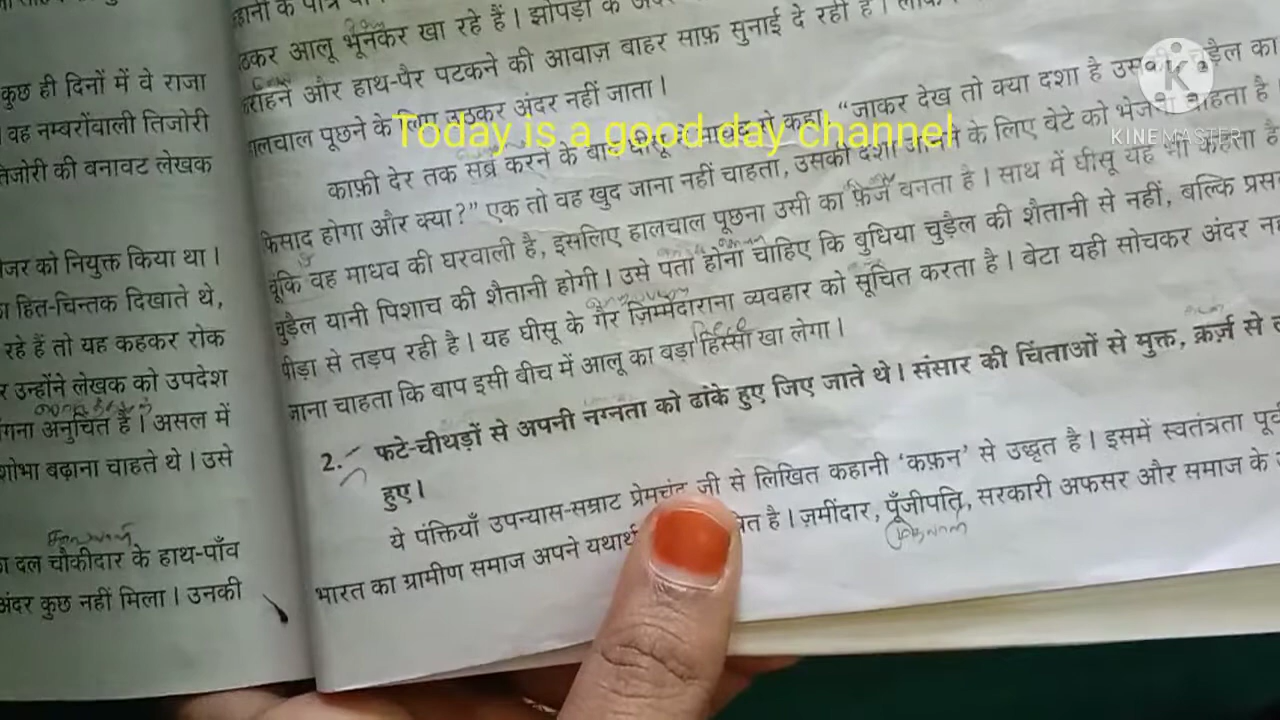 कुछ ही दिनों में वे राजा
वह नम्बरोंवाली तिजोरी
तिजोरी की बनावट लेखक
को नियुक्त किया था।
हित-चिन्तक दिखाते थे,
रहे हैं तो यह कहकर रोक
उन्होंने लेखक को उपदेश
अनुचित है। असल में
शोभा बढ़ाना चाहते थे। उसे
दल चौकीदार के हाथ-पाँव
अंदर कुछ नहीं मिला। उनकी
के पात्र
आलू भूनकर खा रहे हैं। झोंपड़ी के
और हाथ-पैर पटकने की आवाज़ बाहर साफ़ सुनाई दे रही है।
पूछने के लिए उठकर अंदर नहीं जाता।
काफ़ी देर तक सब्र करने के बाद घीसू ने माधव से कहा, "जाकर देख तो क्या दशा है चुड़ैल का
फिसाद होगा और क्या?" एक तो वह खुद जाना नहीं चाहता, उसकी दशा के लिए बेटे को भेजना चाहता है
चूंकि वह माधव की घरवाली है, इसलिए हालचाल पूछना उसी का फ़र्ज बनता है। साथ में घीसू यह भी कहता है
चुड़ैल यानी पिशाच की शैतानी होगी। उसे पता होना चाहिए कि बुधिया चुड़ैल की शैतानी से नहीं, बल्कि
पीड़ा से तड़प रही है। यह घीसू के गैर ज़िम्मेदाराना व्यवहार को सूचित करता है। बेटा यही सोचकर अंदर
जाना चाहता कि बाप इसी बीच में आलू का बड़ा हिस्सा खा लेगा।
2. फटे-चीथड़ों से अपनी नग्नता को ढांके हुए जिए जाते थे। संसार की चिंताओं से मुक्त, क़र्ज़ से
हुए।
ये पंक्तियाँ उपन्यास-सम्राट प्रेमचंद जी से लिखित कहानी 'कफ़न' से उद्धृत है। इसमें स्वतंत्रता
भारत का ग्रामीण समाज अपने है। ज़मींदार, पूँजीपति, सरकारी अफसर और समाज के
Today is a good day channel
K
KINEMASTER